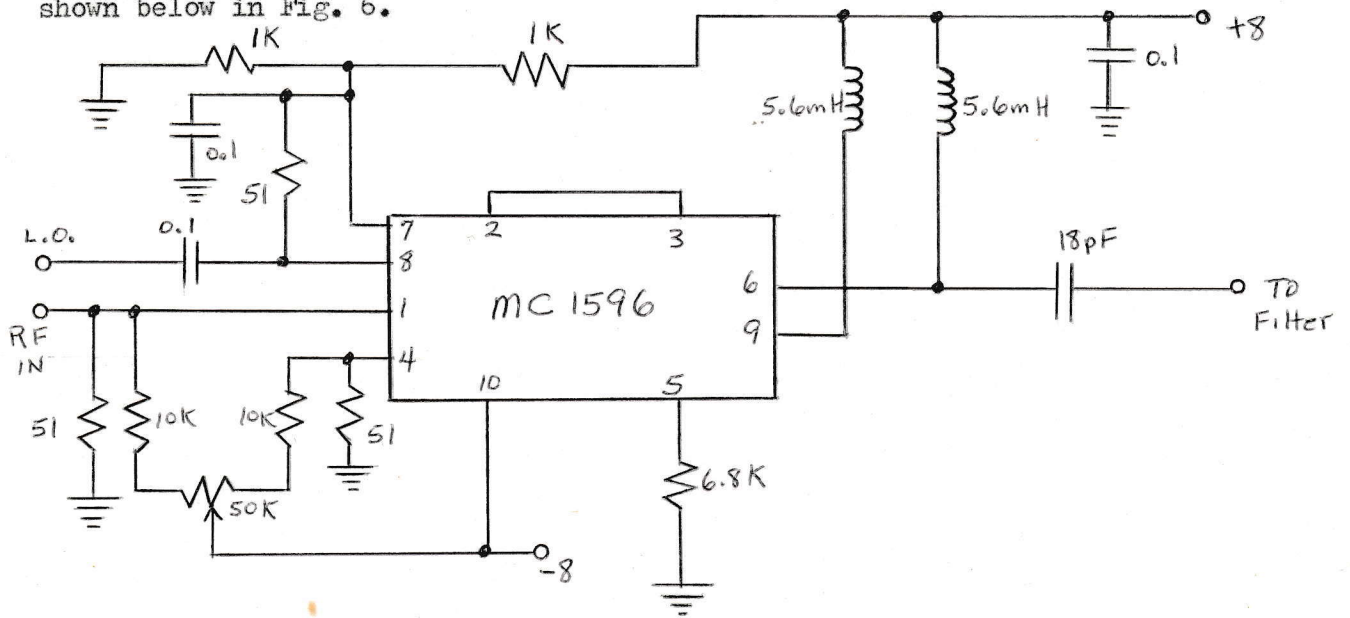 shown below in Fig. 6.
1K
1K
+8
0.1
5.6mH
5.6mH
0.1
51
7
2
3
L.O.
0.1
8
18pF
6
TO
Filter
MC 1596
1
9
RF
IN
4
10
5
51
10K
10K
51
6.8K
50K
-8